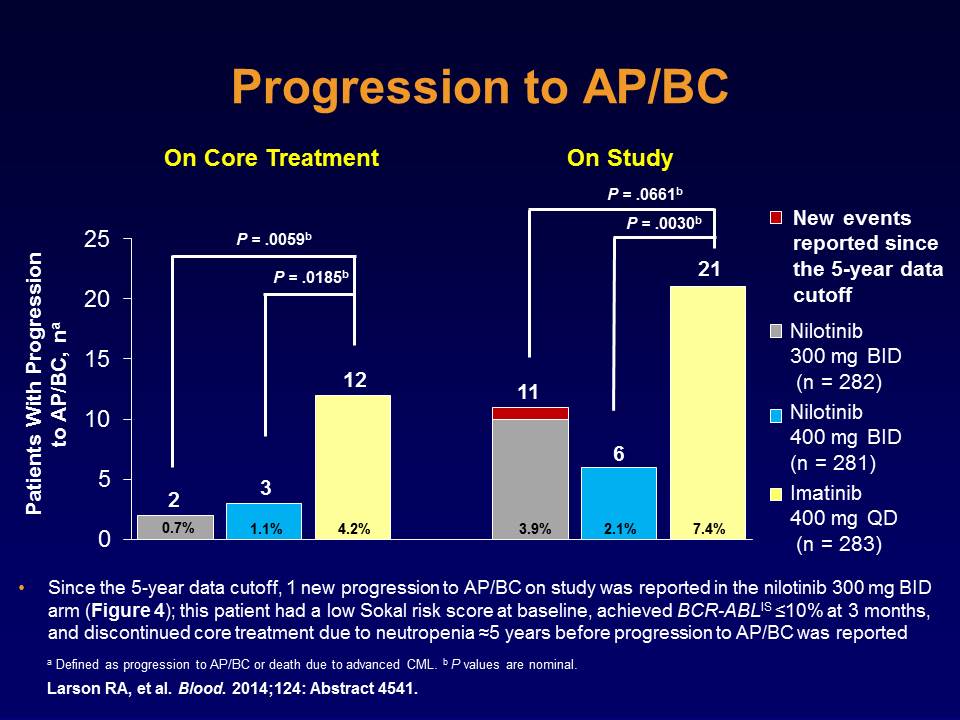 Progression to AP/BC
On Core Treatment
On Study
Patients With Progression
to AP/BC, nᵃ
25
20
15
10
5
0
P = .0059ᵇ
P = .0185ᵇ
2
3
12
0.7%
1.1%
4.2%
P = .0661ᵇ
P = .0030ᵇ
11
6
21
3.9%
2.1%
7.4%
New events
reported since
the 5-year data
cutoff
Nilotinib
300 mg BID
(n = 282)
Nilotinib
400 mg BID
(n = 281)
Imatinib
400 mg QD
(n = 283)
• Since the 5-year data cutoff, 1 new progression to AP/BC on study was reported in the nilotinib 300 mg BID
arm (Figure 4); this patient had a low Sokal risk score at baseline, achieved BCR-ABLᴵˢ ≤10% at 3 months,
and discontinued core treatment due to neutropenia ≈5 years before progression to AP/BC was reported
ᵃ Defined as progression to AP/BC or death due to advanced CML. ᵇ P values are nominal.
Larson RA, et al. Blood. 2014;124: Abstract 4541.